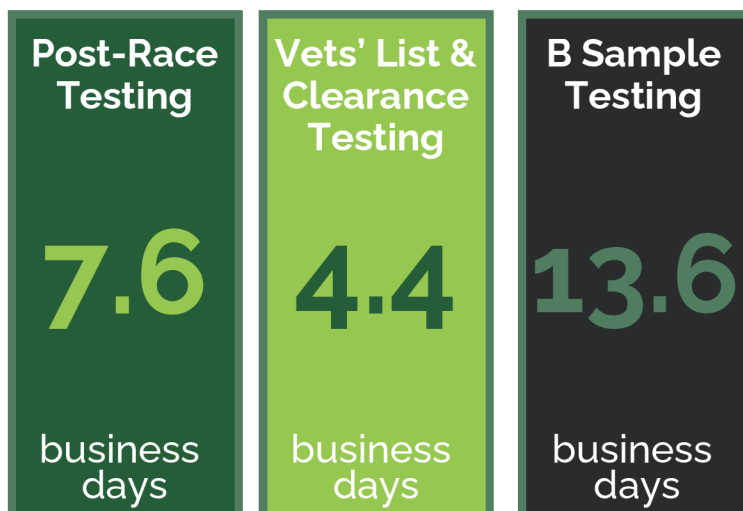 Post-Race
Testing
7.6
business
days
Vets’ List &
Clearance
Testing
4.4
business
days
B Sample
Testing
13.6
business
days